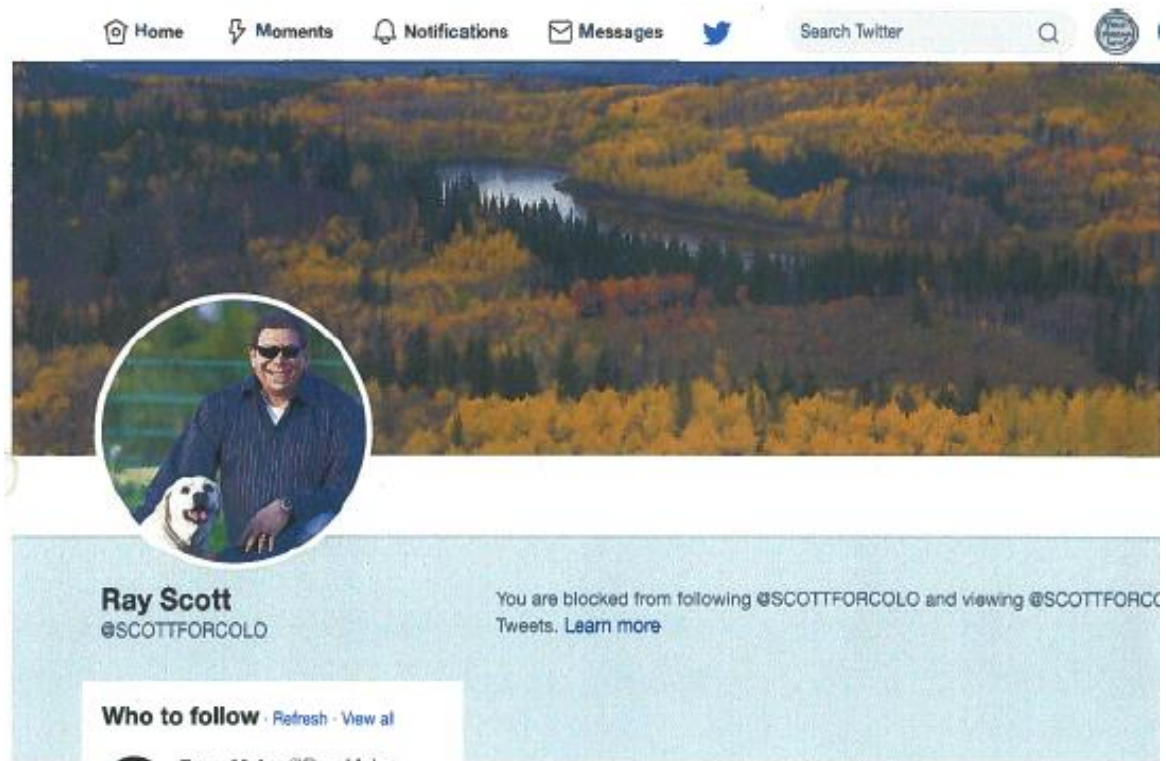 Home Moments Notifications Messages Search Twitter
Ray Scott
@SCOTTFORCOLO
You are blocked from following @SCOTTFORCOLO and viewing @SCOTTFORCO
Tweets. Learn more
Who to follow · Refresh · View all